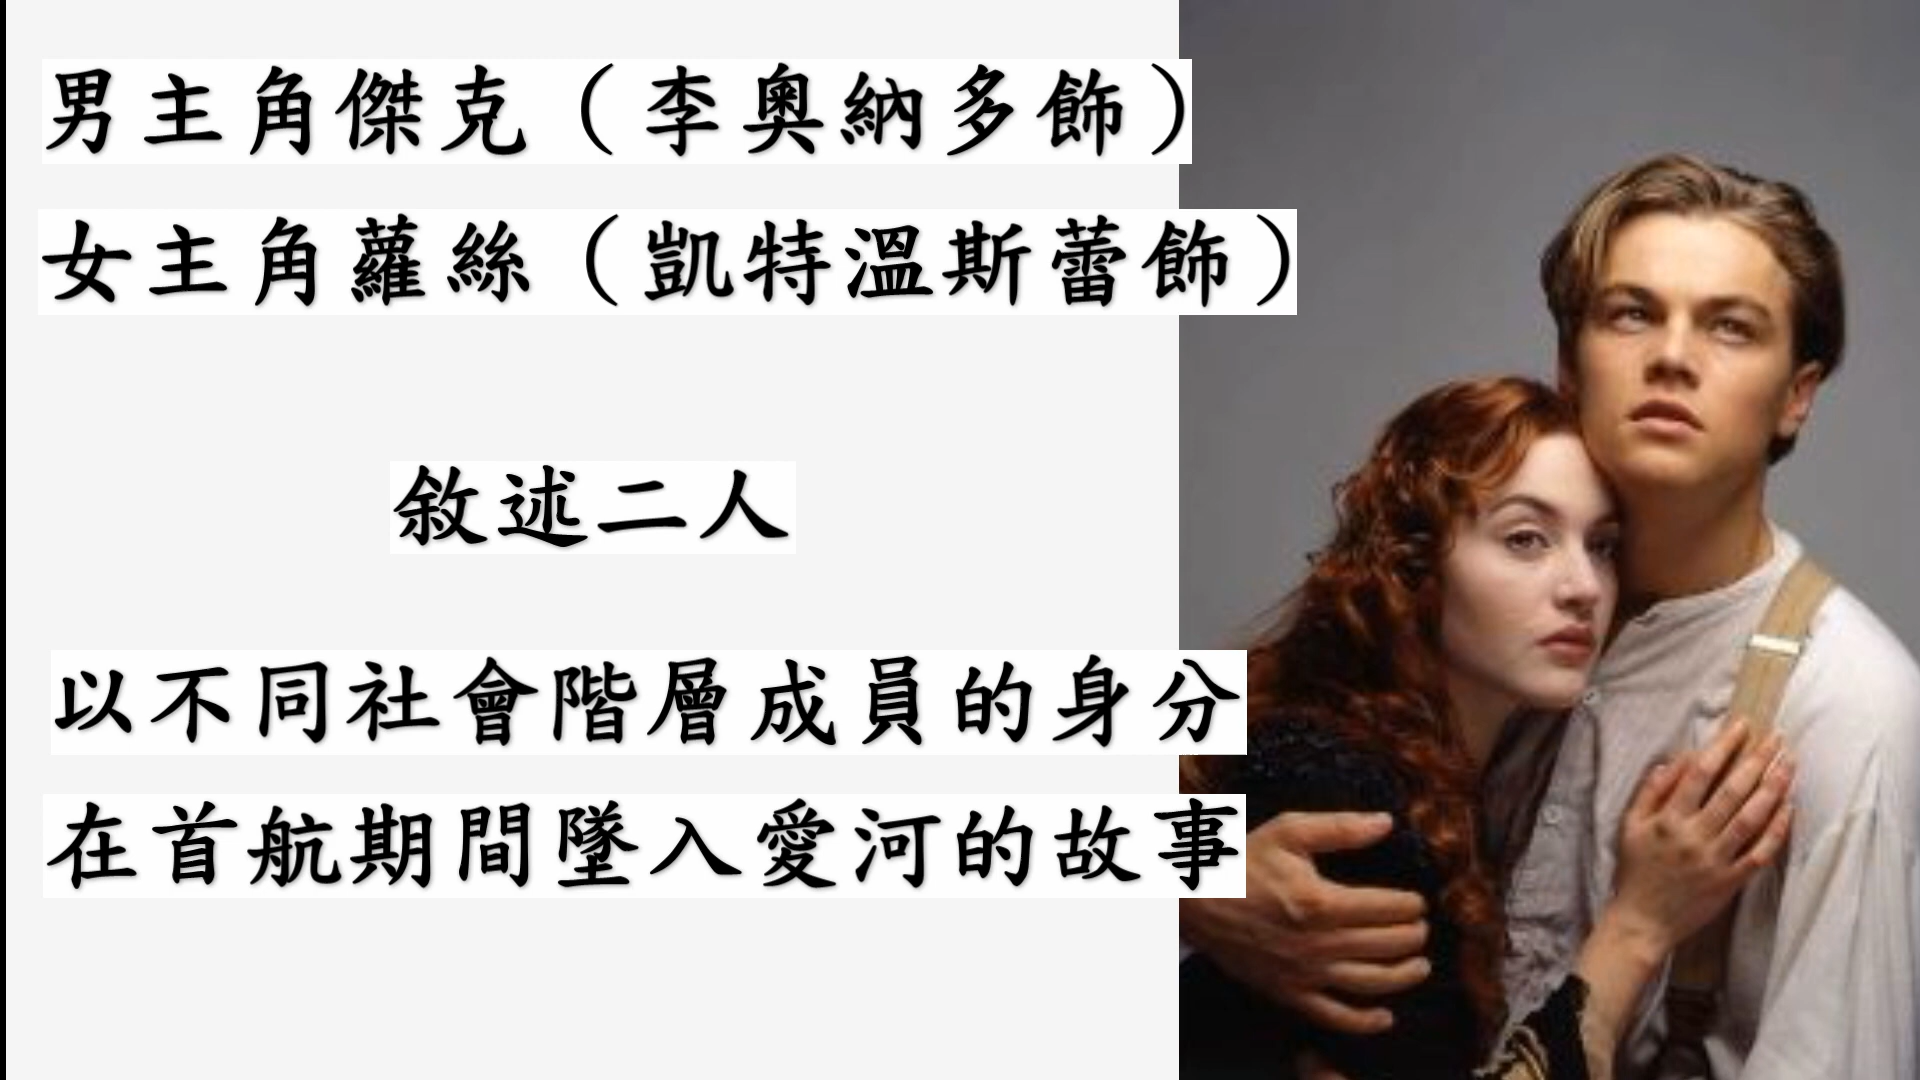 男主角傑克（李奧納多飾）
女主角蘿絲（凱特溫斯蕾飾）
敘述二人
以不同社會階層成員的身分
在首航期間墜入愛河的故事